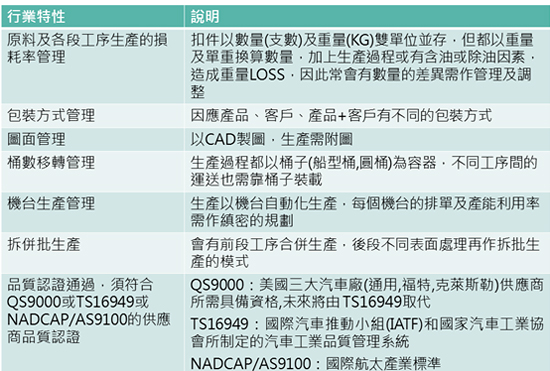 行業特性 說明
原料及各段工序生產的損 扣件以數量(支數)及重量(KG)雙單位並存，但都以重量
耗率管理 及單重換算數量，加上生產過程或有含油或除油因素，
造成重量LOSS，因此常會有數量的差異需作管理及調
整
包裝方式管理 因應產品、客戶、產品+客戶有不同的包裝方式
圖面管理 以CAD製圖，生產需附圖
桶數移轉管理 生產過程都以桶子(船型桶,圓桶)為容器，不同工序間的
運送也需靠桶子裝載
機台生產管理 生產以機台自動化生產，每個機台的排單及產能利用率
需作縝密的規劃
拆併批生產 會有前段工序合併生產，後段不同表面處理再作拆批生
產的模式
品質認證通過，須符合 QS9000：美國三大汽車廠(通用,福特,克萊斯勒)供應商
QS9000或TS16949或 所需具備資格,未來將由TS16949取代
NADCAP/AS9100的供應 TS16949：國際汽車推動小組(IATF)和國家汽車工業協
商品質認證 會所制定的汽車工業品質管理系統
NADCAP/AS9100：國際航太產業標準